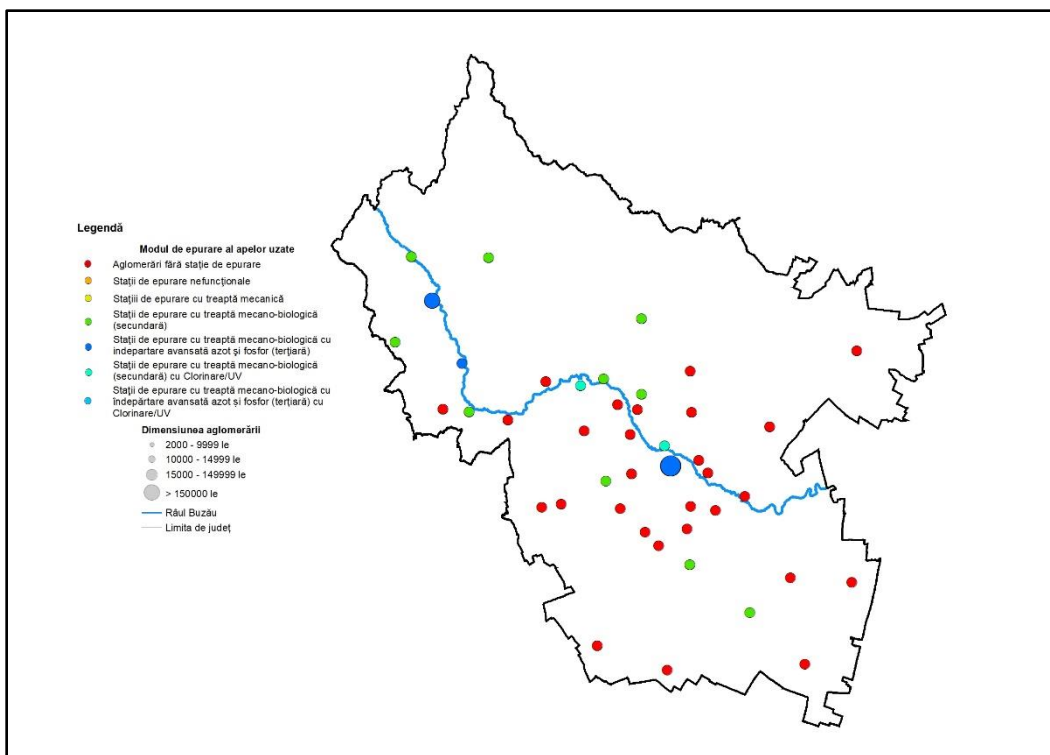 Legendă
Modul de epurare al apelor uzate
Aglomerări fără stație de epurare
Stații de epurare nefuncționale
Stațiii de epurare cu treaptă mecanică
Stații de epurare cu treaptă mecano-biologică
(secundară)
Stații de epurare cu treaptă mecano-biologică cu
indepartare avansată azot și fosfor (terțiară)
Stații de epurare cu treaptă mecano-biologică
(secundară) cu Clorinare/UV
Stații de epurare cu treaptă mecano-biologică cu
îndepărtare avansată azot și fosfor (terțiară) cu
Clorinare/UV
Dimensiunea aglomerării
2000 - 9999 le
10000 - 14999 le
15000 - 149999 le
> 150000 le
Râul Buzău
Limita de județ